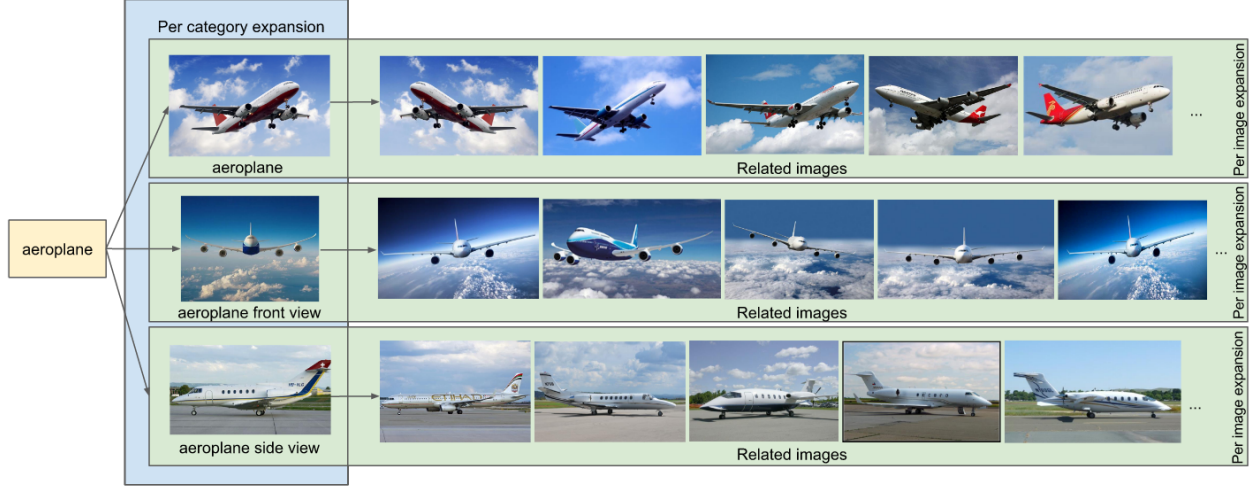 Per category expansion
aeroplane
Related images
...
Per image expansion
aeroplane
aeroplane front view
Related images
...
Per image expansion
aeroplane side view
Related images
...
Per image expansion